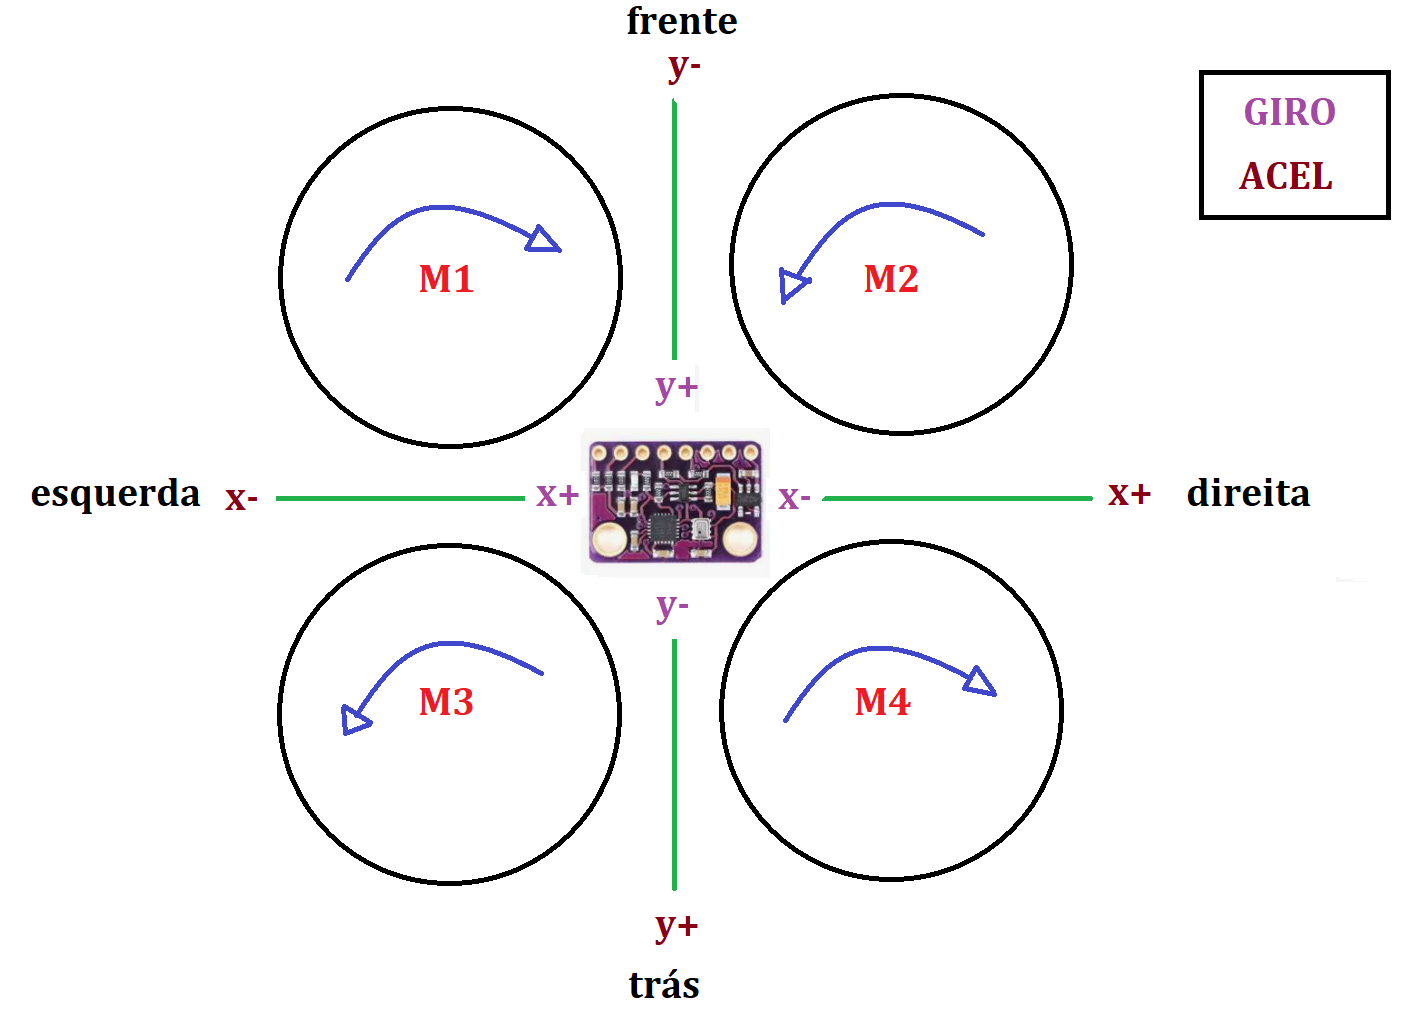 frente
y-
GIRO
ACEL
M1
M2
y+
esquerda x- x+ x- x+ direita
y-
M3
M4
y+
trás